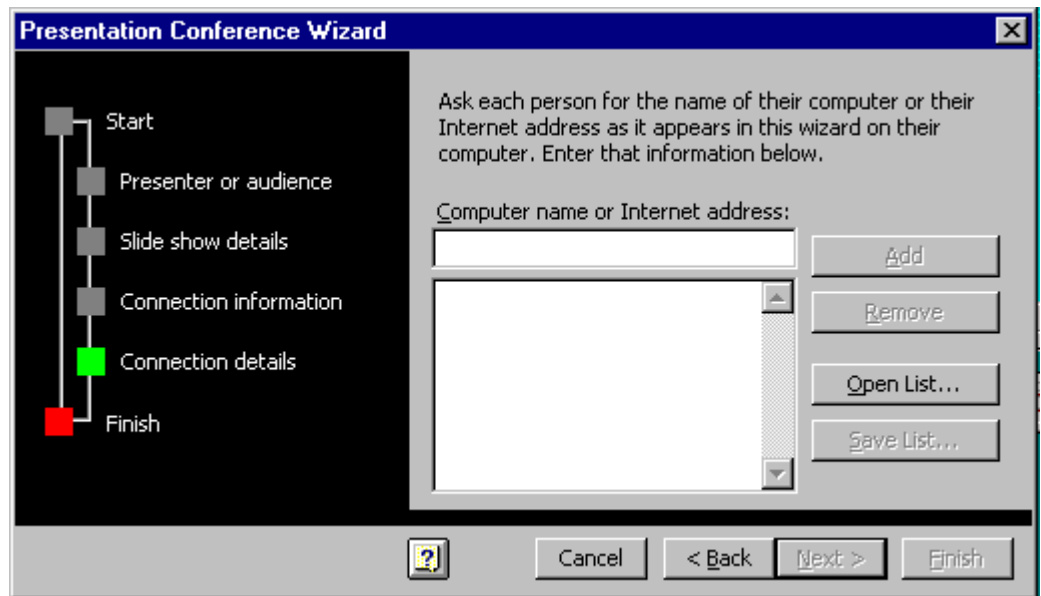 Presentation Conference Wizard
Start
Presenter or audience
Slide show details
Connection information
Connection details
Finish
Ask each person for the name of their computer or their
Internet address as it appears in this wizard on their
computer. Enter that information below.
Computer name or Internet address:
Add
Remove
Open List...
Save List...
?
Cancel
< Back
Next >
Finish